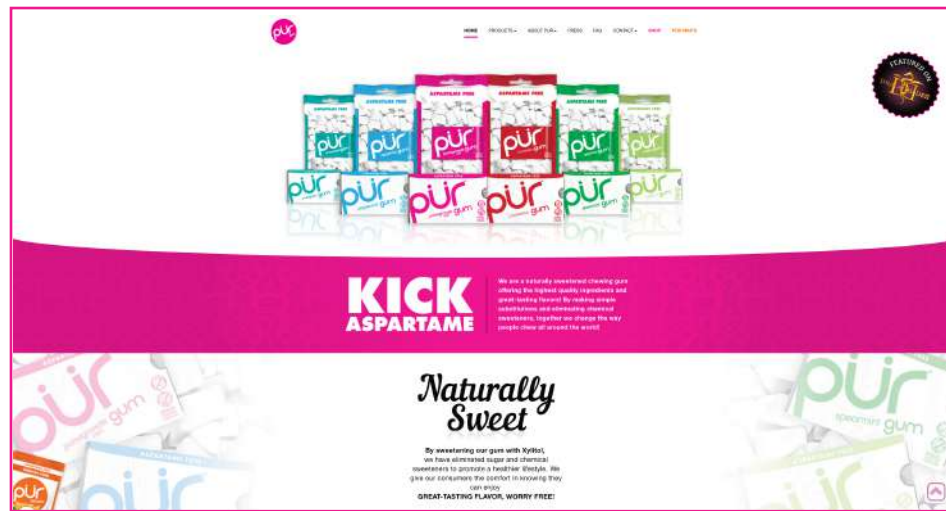 pür
HOME PRODUCTS ABOUT PUR FAQ CONTACT SHOP
FEATURED ON
ASPARTAME FREE ASPARTAME FREE ASPARTAME FREE ASPARTAME FREE ASPARTAME FREE ASPARTAME FREE
pür pür pür pür pür pür
pür gum pür gum pür gum pür gum pür gum pür gum
KICK
ASPARTAME
We are a naturally sweetened chewing gum
offering the highest quality ingredients and
great-tasting flavors! By making simple
substitutions and eliminating chemical
sweeteners, together we change the way
people chew all around the world!
Naturally
Sweet
By sweetening our gum with Xylitol,
we have eliminated sugar and chemical
sweeteners to promote a healthier lifestyle. We
give our consumers the comfort in knowing they
can enjoy
GREAT-TASTING FLAVOR, WORRY FREE!
pür gum
pür
spearmint gum
pür